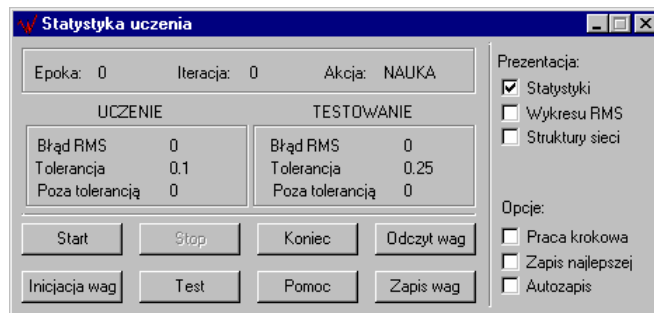 Statystyka uczenia
Epoka: 0 Iteracja: 0 Akcja: NAUKA
UCZENIE TESTOWANIE
Błąd RMS 0 Błąd RMS 0
Tolerancja 0.1 Tolerancja 0.25
Poza tolerancją 0 Poza tolerancją 0
Start Stop Koniec Odczyt wag
Inicjacja wag Test Pomoc Zapis wag
Prezentacja:
Statystyki
Wykresu RMS
Struktury sieci
Opcje:
Praca krokowa
Zapis najlepszej
Autozapis